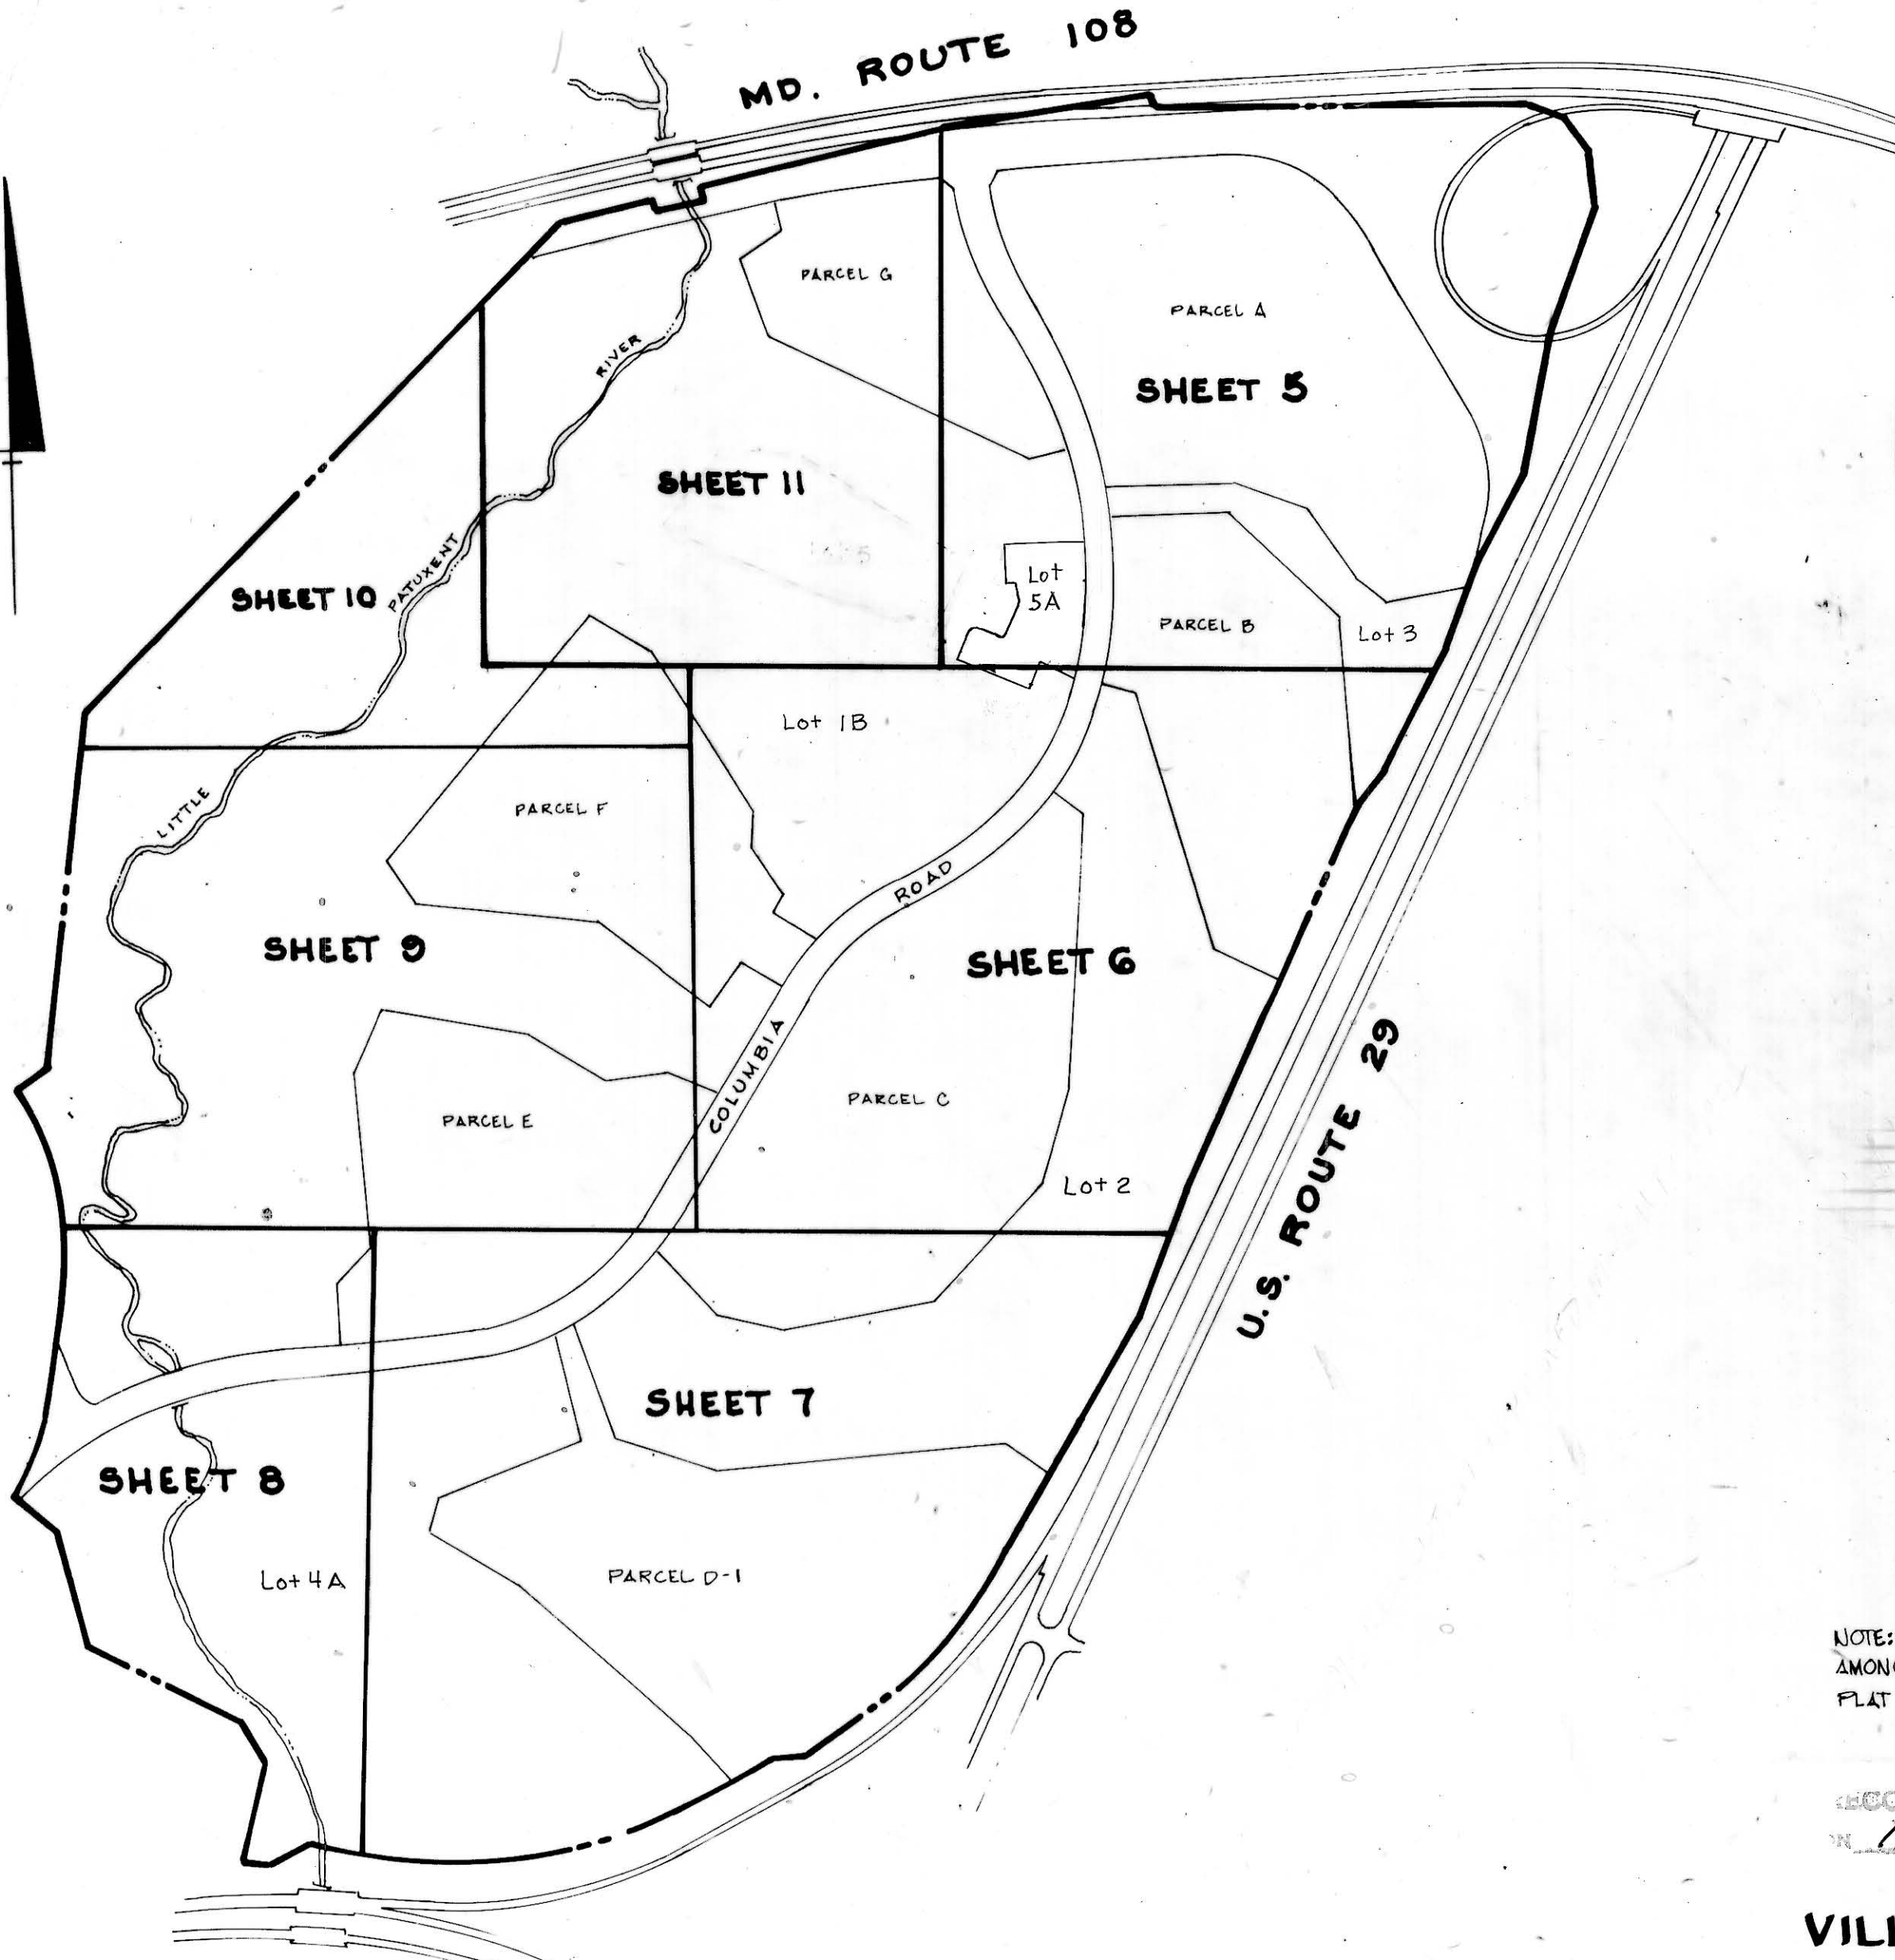 MD. ROUTE 108
PARCEL G
PARCEL A
RIVER
SHEET 5
SHEET 11
PATUXENT
Lot
5A
SHEET 10
PARCEL B
Lot 3
Lot 1B
LITTLE
PARCEL F
ROAD
SHEET 9
SHEET 6
COLUMBIA
U.S. ROUTE 29
PARCEL C
PARCEL E
Lot 2
SHEET 7
SHEET 8
Lot 4A
PARCEL D-1
NOTE:
AMON
PLAT
VILL